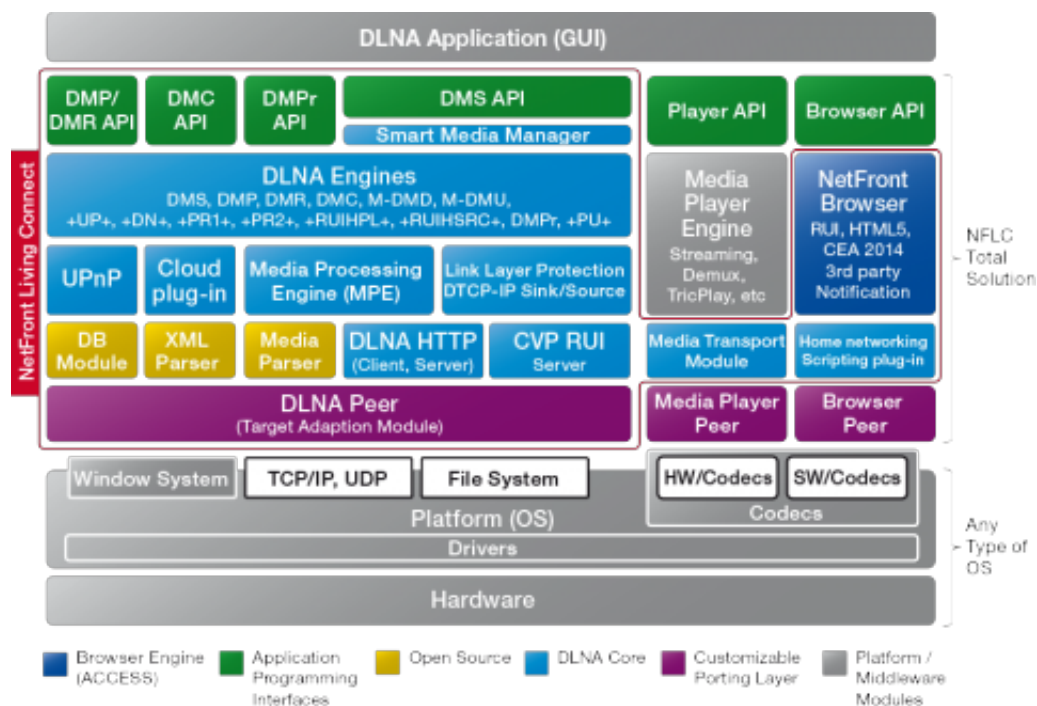 DLNA Application (GUI)
DMP/
DMR API
DMC
API
DMPr
API
DMS API
Smart Media Manager
Player API
Browser API
NetFront Living Connect
DLNA Engines
DMS, DMP, DMR, DMC, M-DMD, M-DMU,
+UP+, +DN+, +PR1+, +PR2+, +RUIHPL+, +RUIHSRC+, DMPr, +PU+
Media
Player
Engine
Streaming,
Demux,
TricPlay, etc
NetFront
Browser
RUI, HTML5,
CEA 2014
3rd party
Notification
NFLC
Total
Solution
UPnP
Cloud
plug-in
Media Processing
Engine (MPE)
Link Layer Protection
DTCP-IP Sink/Source
DB
Module
XML
Parser
Media
Parser
DLNA HTTP
(Client, Server)
CVP RUI
Server
Media Transport
Module
Home networking
Scripting plug-in
DLNA Peer
(Target Adaption Module)
Media Player
Peer
Browser
Peer
Window System
TCP/IP, UDP
File System
HW/Codecs
SW/Codecs
Codecs
Platform (OS)
Drivers
Any
Type of
OS
Hardware
Browser Engine
(ACCESS)
Application
Programming
Interfaces
Open Source
DLNA Core
Customizable
Porting Layer
Platform /
Middleware
Modules